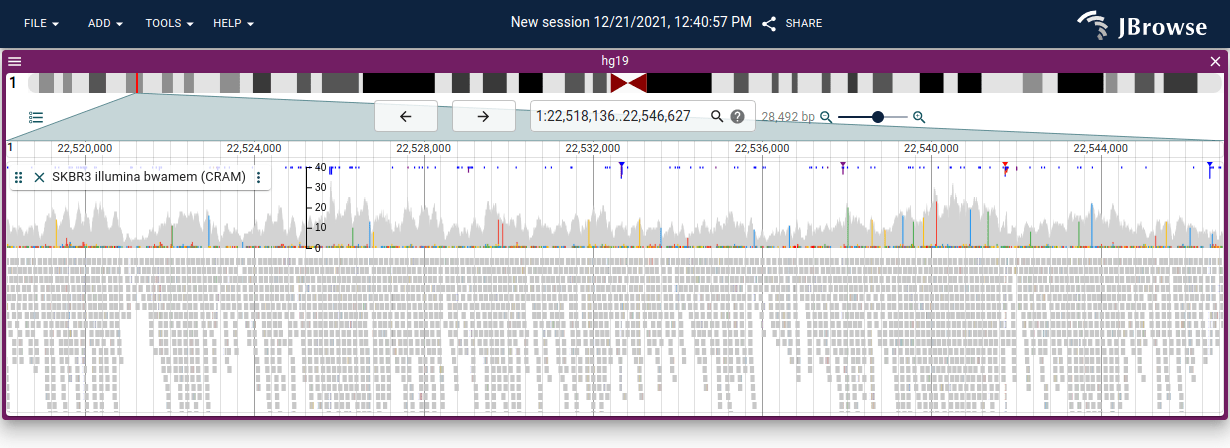 FILE ADD TOOLS HELP New session 12/21/2021, 12:40:57 PM SHARE JBrowse
hg19
1
1:22,518,136..22,546,627 ? 28,492 bp
1 22,520,000 22,524,000 22,528,000 22,532,000 22,536,000 22,540,000 22,544,000
SKBR3 illumina bwamem (CRAM)
40
30
20
10
0